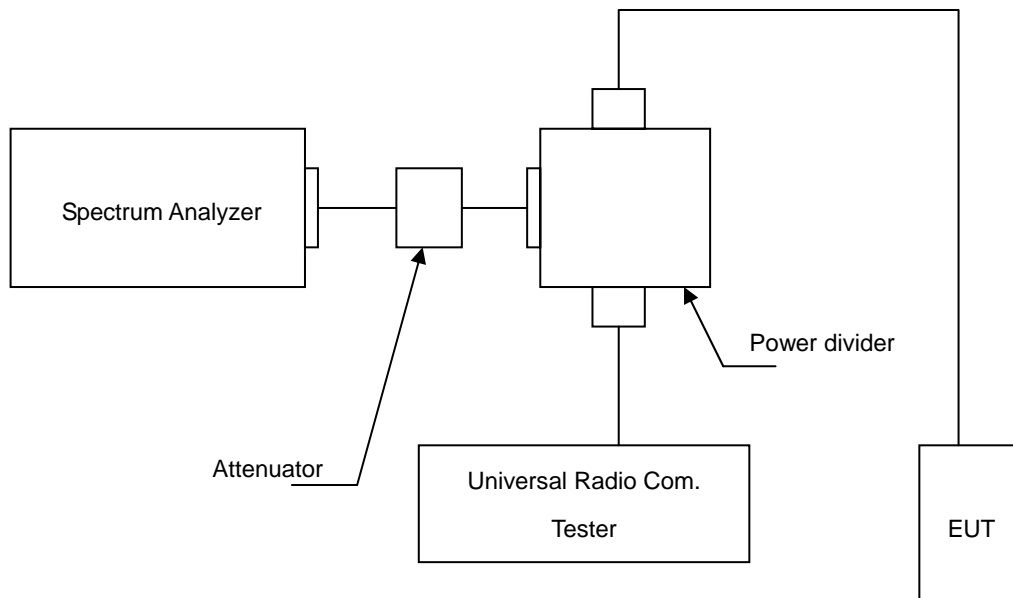 Spectrum Analyzer
Power divider
Attenuator
Universal Radio Com.
Tester
EUT